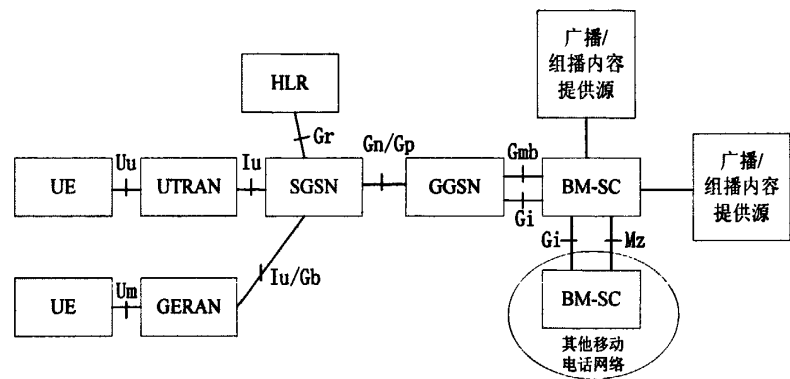 广播/
组播内容
提供源
HLR
Gr
Gn/Gp
Gmb
广播/
组播内容
提供源
UE
Uu
UTRAN
Iu
SGSN
GGSN
BM-SC
Gi
Gi
Mz
Iu/Gb
UE
Um
GERAN
BM-SC
其他移动
电话网络